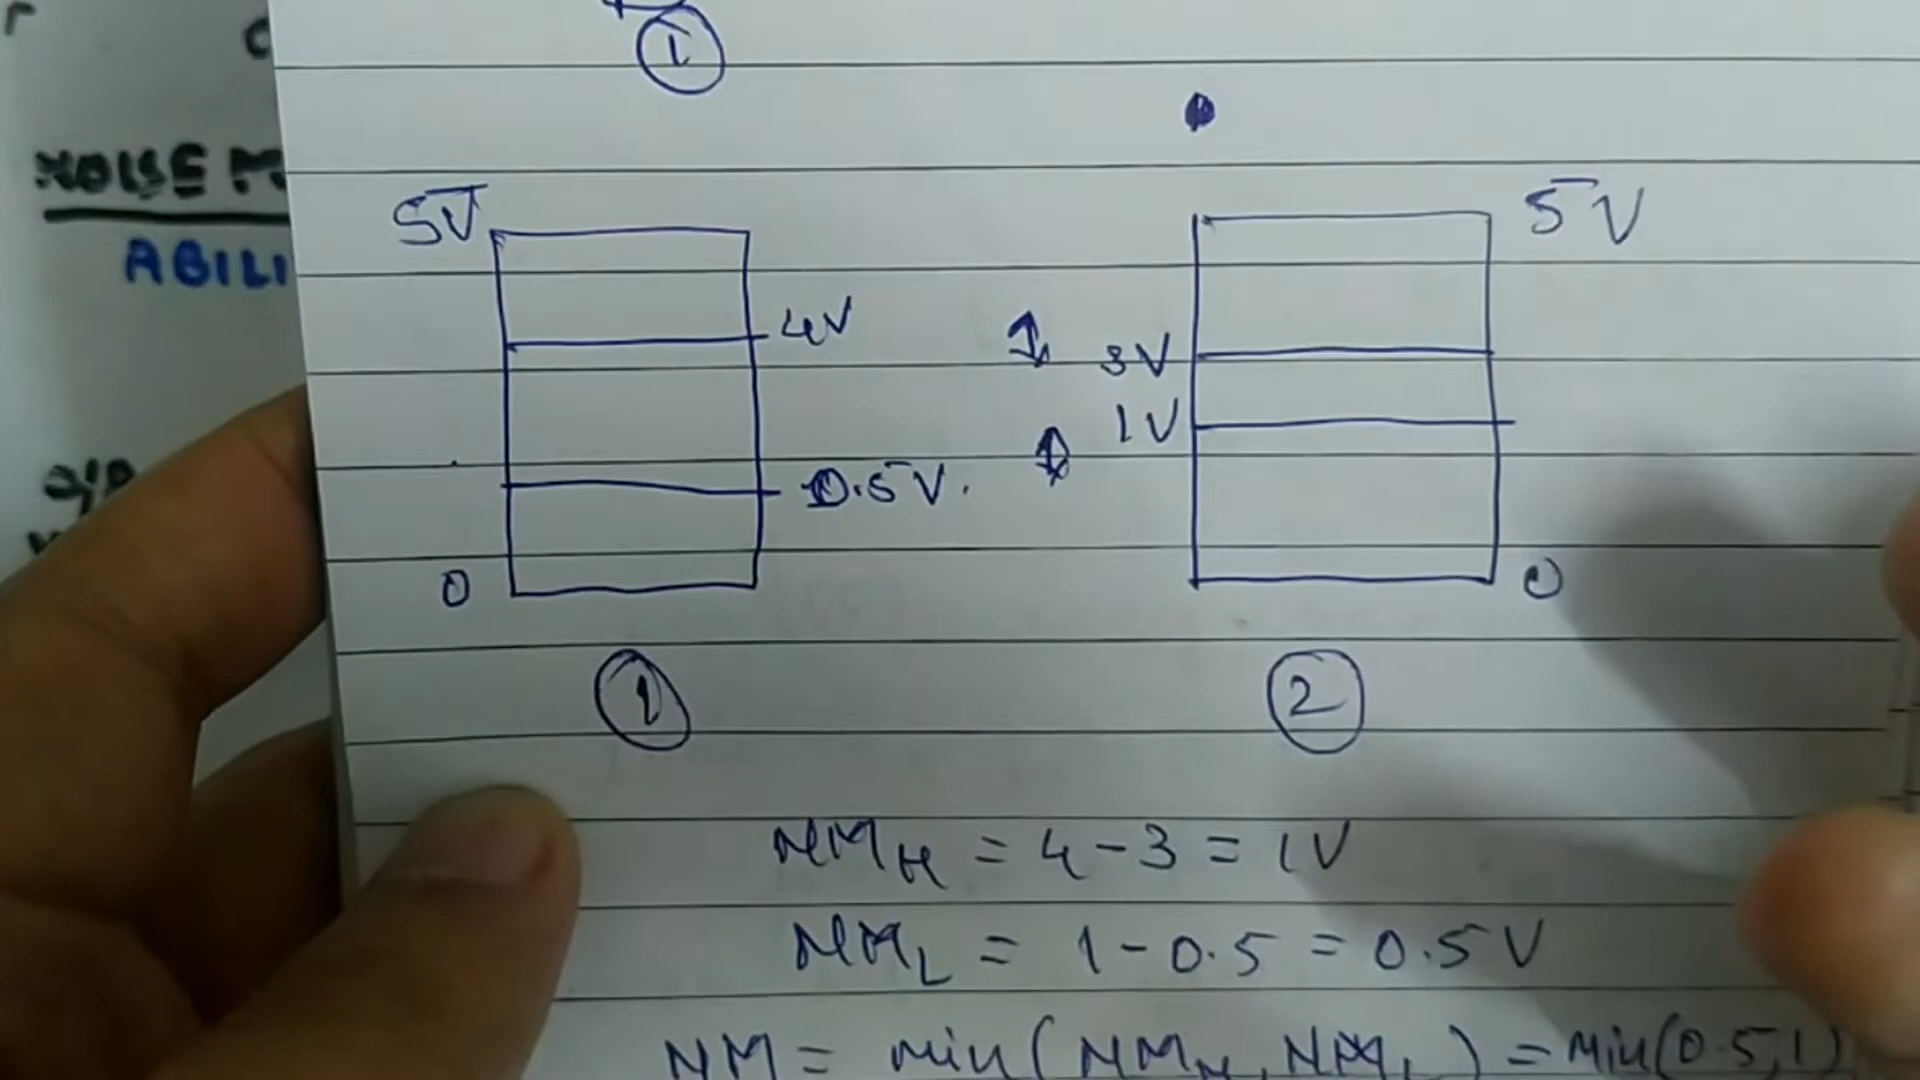 1
NOISE
ABILI
5V
5V
4V
3V
1V
0.5V.
0
0
1
2
NMH = 4-3 = 1V
NML = 1-0.5 = 0.5V
NM = min(NMH, NML) = Min(0.5,1)